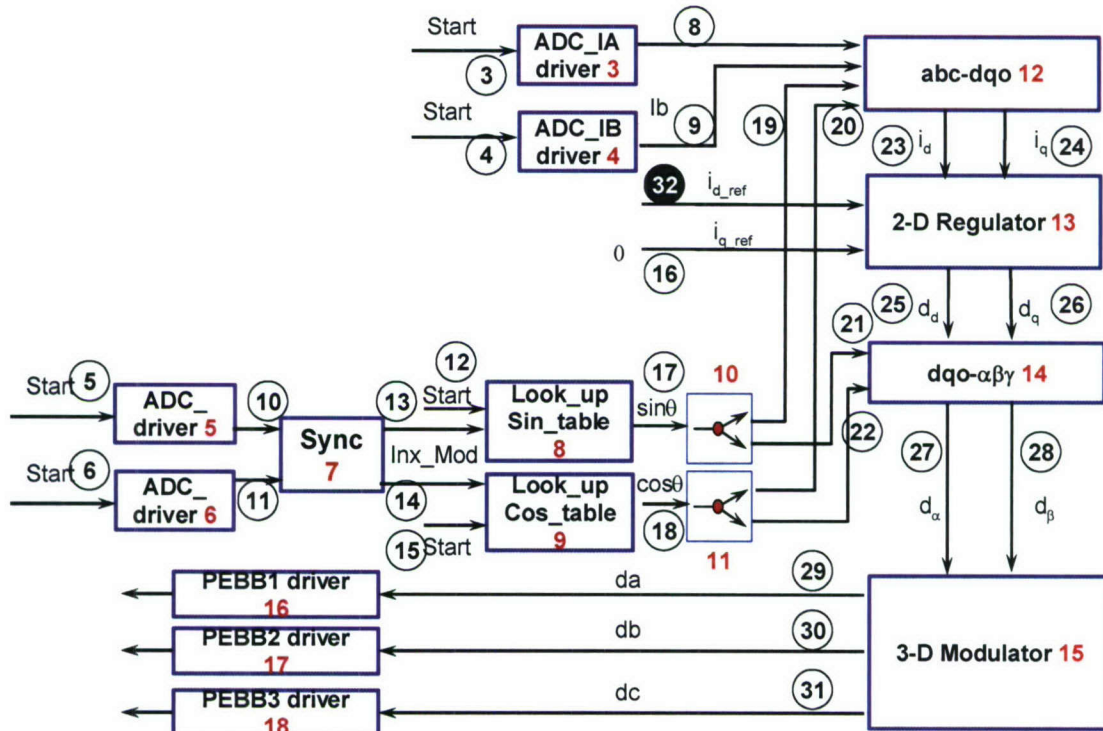 Start
3
ADC_IA
driver 3
8
abc-dqo 12
Start
4
ADC_IB
driver 4
Ib
9
19
20
23
i_d
i_q
24
32
i_d_ref
2-D Regulator 13
0
i_q_ref
16
25
d_d
d_q
26
21
dqo-αβγ 14
22
Start
5
ADC_
driver 5
10
Start
6
ADC_
driver 6
11
Sync
7
13
Inx_Mod
14
12
Start
Look_up
Sin_table
8
17
sinθ
10
15
Start
Look_up
Cos_table
9
cosθ
18
11
27
28
d_α
d_β
PEBB1 driver
16
da
29
PEBB2 driver
17
db
30
3-D Modulator 15
PEBB3 driver
18
dc
31